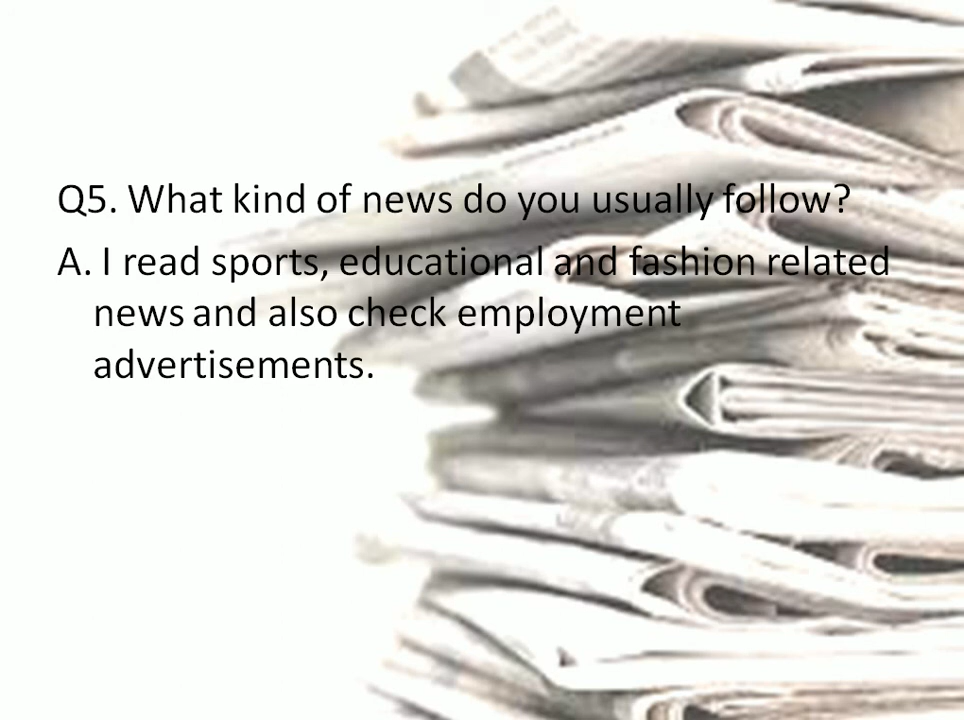 Q5. What kind of news do you usually follow?
A. I read sports, educational and fashion related
news and also check employment
advertisements.